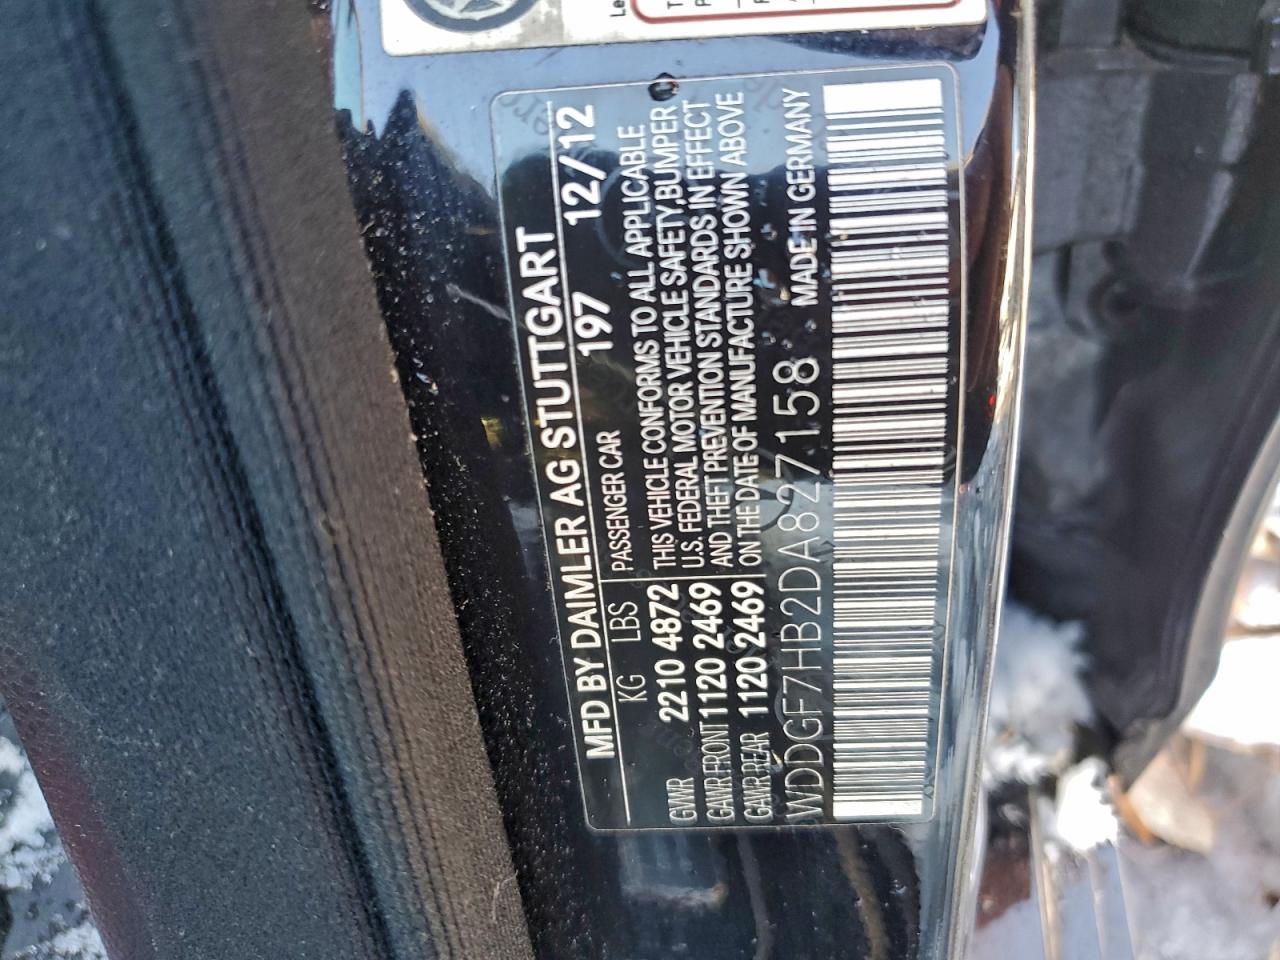 MFD BY DAIMLER AG STUTTGART
197 12/12
KG LBS PASSENGER CAR
GVWR 2210 4872 THIS VEHICLE CONFORMS TO ALL APPLICABLE
GAWR FRONT 1120 2469 U.S. FEDERAL MOTOR VEHICLE SAFETY,BUMPER
AND THEFT PREVENTION STANDARDS IN EFFECT
GAWR REAR 1120 2469 ON THE DATE OF MANUFACTURE SHOWN ABOVE
WDDGF7HB2DA827158 MADE IN GERMANY